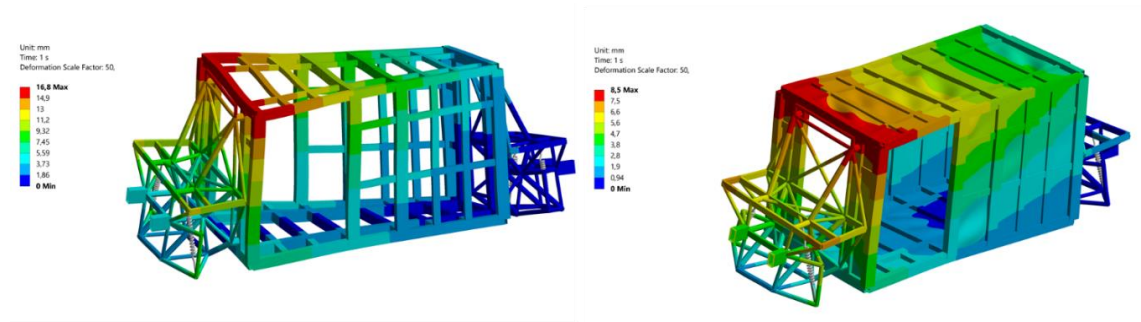 Unit: mm
Time: 1 s
Deformation Scale Factor: 50,
16,8 Max
14,9
13
11,2
9,32
7,45
5,59
3,73
1,86
0 Min
Unit: mm
Time: 1 s
Deformation Scale Factor: 50,
8,5 Max
7,5
6,6
5,6
4,7
3,8
2,8
1,9
0,94
0 Min